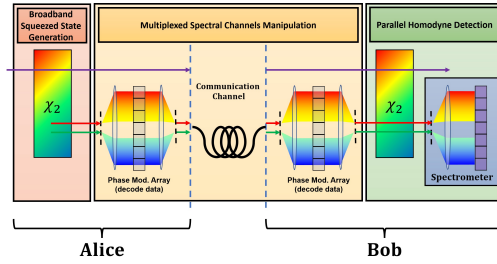 Broadband
Squeezed State
Generation
Multiplexed Spectral Channels Manipulation
Parallel Homodyne Detection
χ2
Communication
Channel
χ2
Phase Mod. Array
(decode data)
Phase Mod. Array
(decode data)
Spectrometer
Alice
Bob